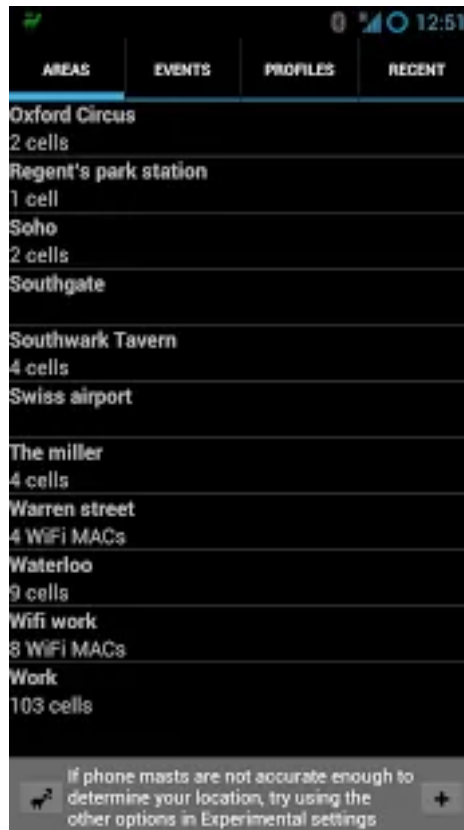 12:51
AREAS EVENTS PROFILES RECENT
Oxford Circus
2 cells
Regent's park station
1 cell
Soho
2 cells
Southgate
Southwark Tavern
4 cells
Swiss airport
The miller
4 cells
Warren street
4 WiFi MACs
Waterloo
9 cells
Wifi work
8 WiFi MACs
Work
103 cells
If phone masts are not accurate enough to
determine your location, try using the
other options in Experimental settings